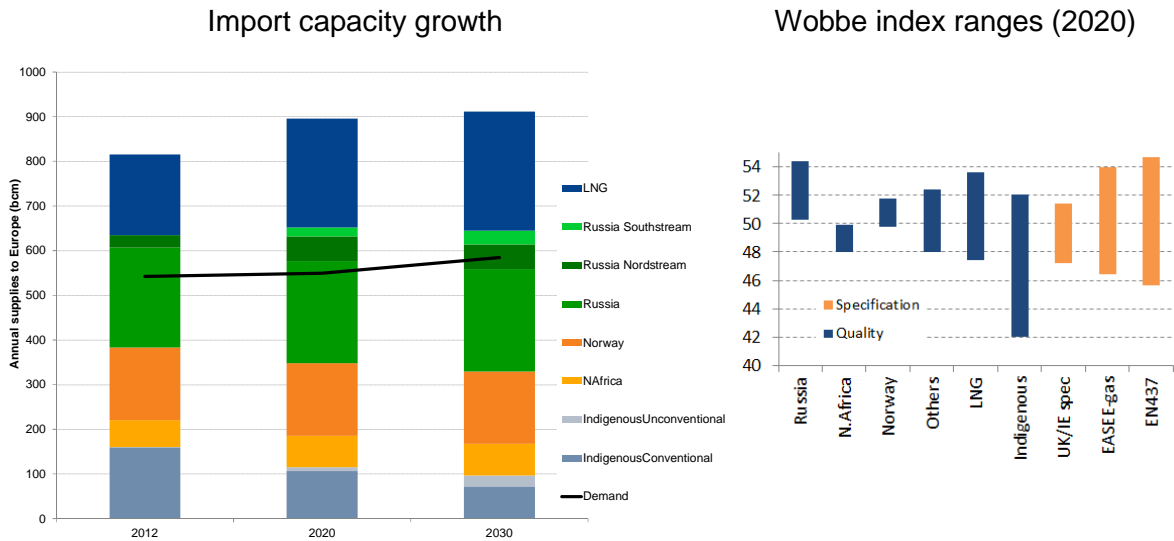 Import capacity growth
Annual supplies to Europe (bcm)
1000
900
800
700
600
500
400
300
200
100
0
2012
2020
2030
LNG
Russia Southstream
Russia Nordstream
Russia
Norway
NAfrica
IndigenousUnconventional
IndigenousConventional
Demand
Wobbe index ranges (2020)
54
52
50
48
46
44
42
40
Specification
Quality
Russia
N.Africa
Norway
Others
LNG
Indigenous
UK/IE spec
EASEE-gas
EN437